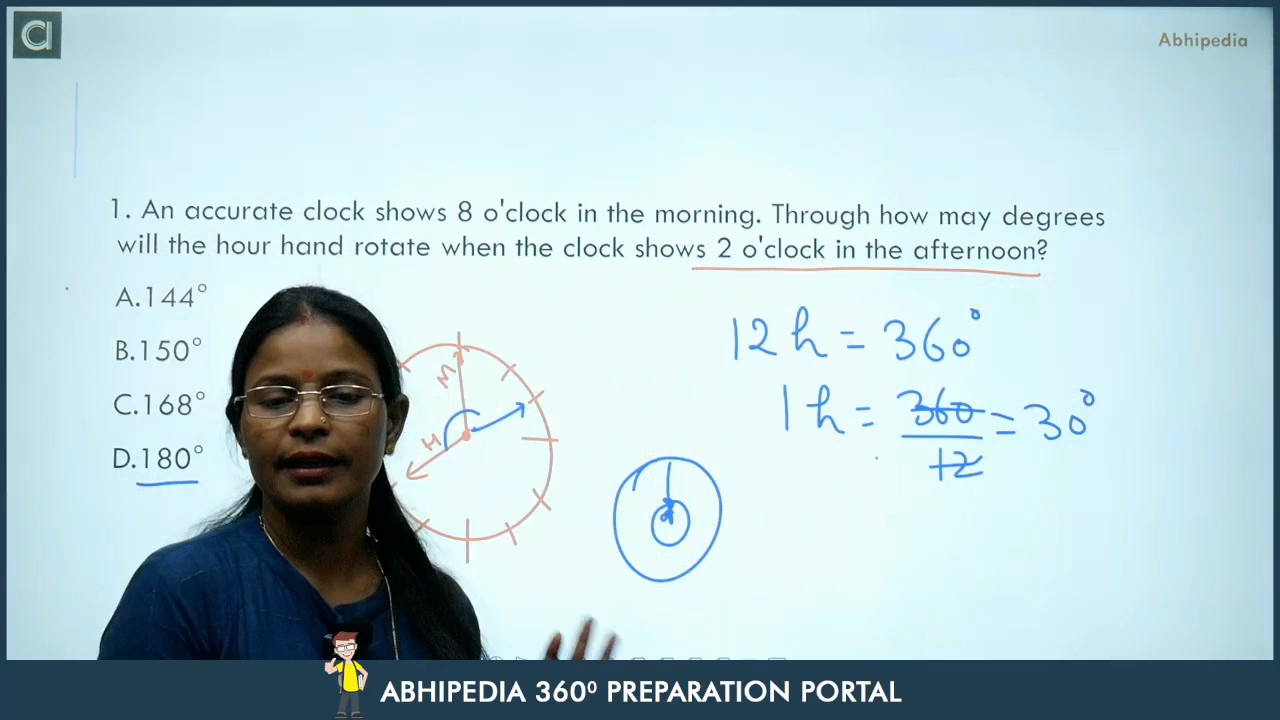 Abhipedia
1. An accurate clock shows 8 o'clock in the morning. Through how may degrees
will the hour hand rotate when the clock shows 2 o'clock in the afternoon?
A.144°
B.150°
C.168°
D.180°
M
H
12 h = 360°
1 h = 360/12 = 30°
ABHIPEDIA 360⁰ PREPARATION PORTAL